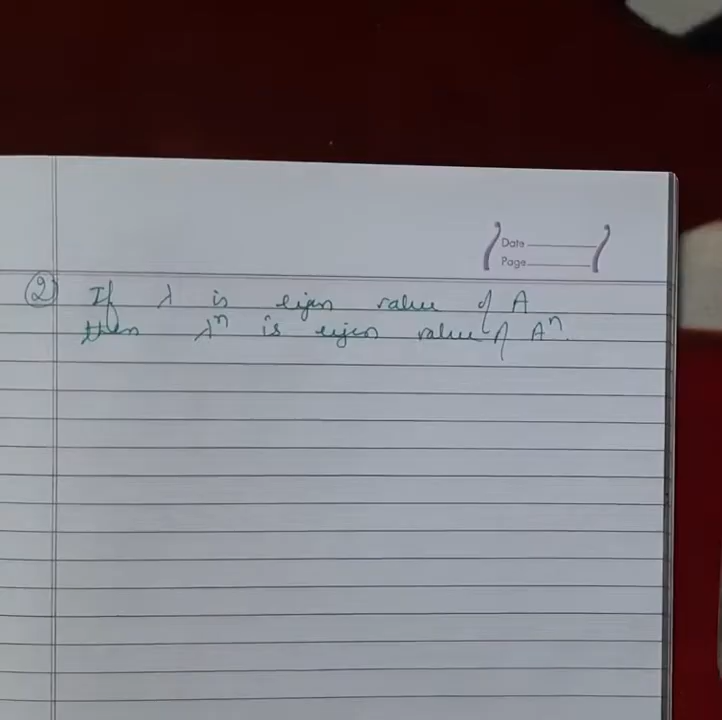 Date
Page
② If λ is eigen value of A
then λⁿ is eigen value of Aⁿ.